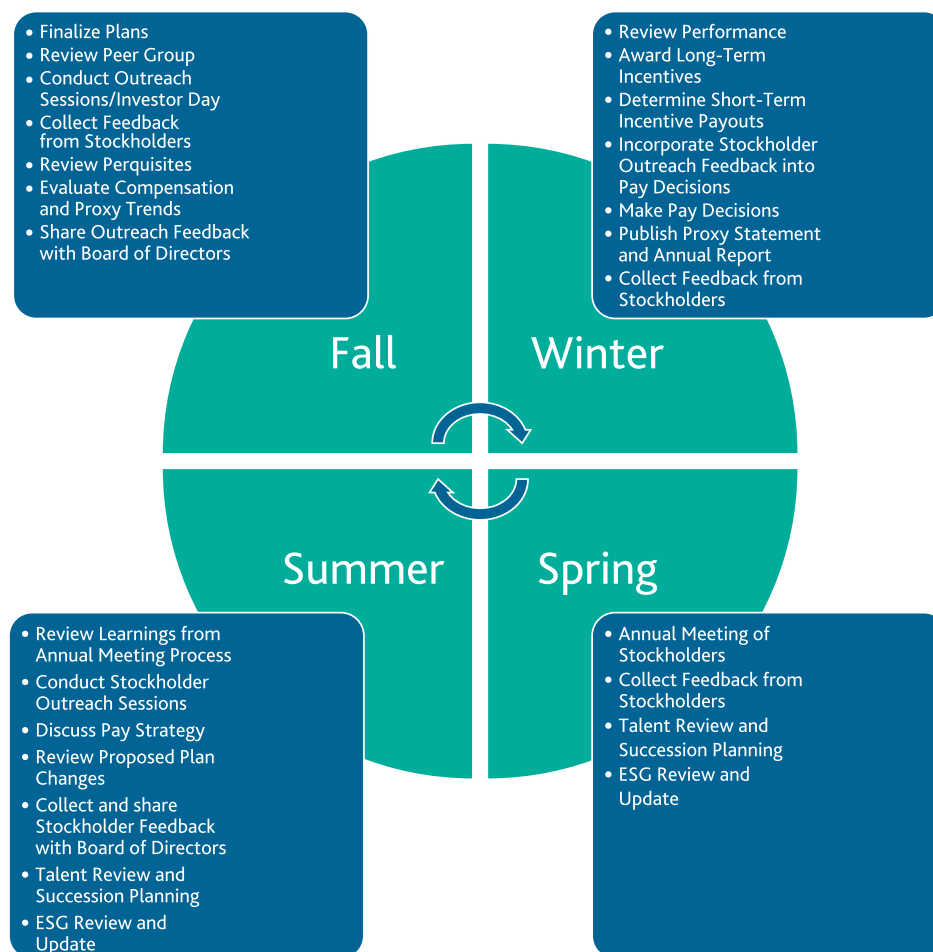 • Finalize Plans
• Review Peer Group
• Conduct Outreach
Sessions/Investor Day
• Collect Feedback
from Stockholders
• Review Perquisites
• Evaluate Compensation
and Proxy Trends
• Share Outreach Feedback
with Board of Directors
• Review Performance
• Award Long-Term
Incentives
• Determine Short-Term
Incentive Payouts
• Incorporate Stockholder
Outreach Feedback into
Pay Decisions
• Make Pay Decisions
• Publish Proxy Statement
and Annual Report
• Collect Feedback from
Stockholders
Fall
Winter
Summer
Spring
• Review Learnings from
Annual Meeting Process
• Conduct Stockholder
Outreach Sessions
• Discuss Pay Strategy
• Review Proposed Plan
Changes
• Collect and share
Stockholder Feedback
with Board of Directors
• Talent Review and
Succession Planning
• ESG Review and
Update
• Annual Meeting of
Stockholders
• Collect Feedback from
Stockholders
• Talent Review and
Succession Planning
• ESG Review and
Update